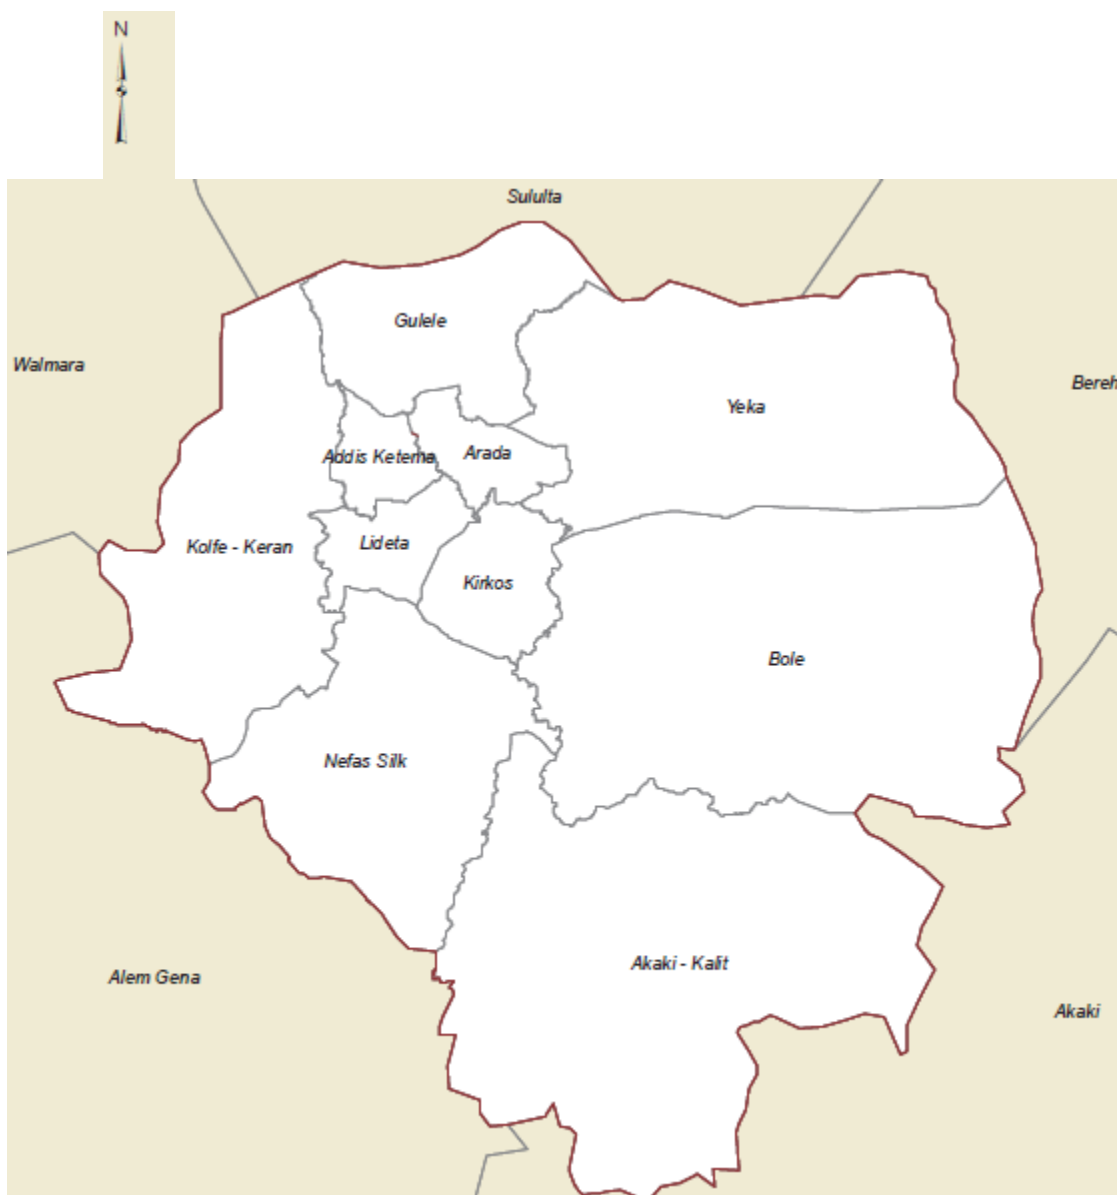 N
Sululta
Gulele
Walmara
Bereh
Yeka
Addis Ketema
Arada
Kolfe - Keran
Lideta
Kirkos
Bole
Nefas Silk
Akaki - Kalit
Alem Gena
Akaki